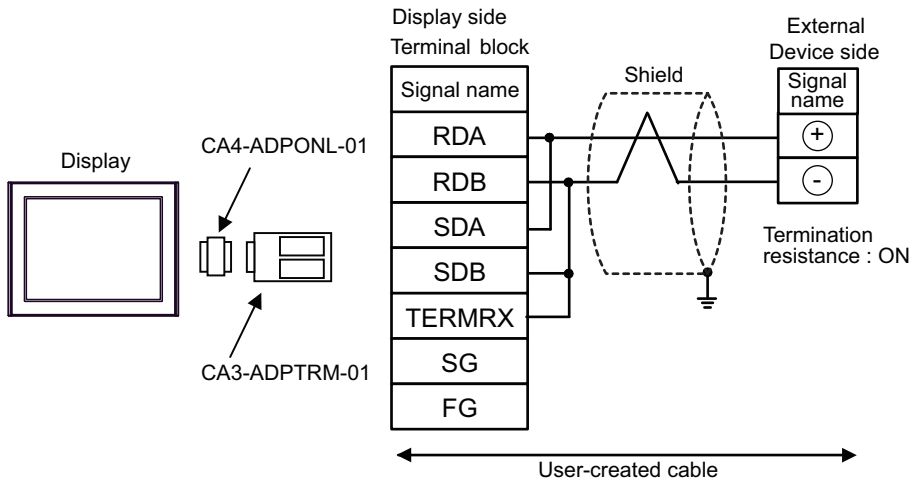 Display side
Terminal block
External
Device side
Signal name
Shield
Signal
name
RDA
+
CA4-ADPONL-01
Display
RDB
-
SDA
Termination
resistance : ON
SDB
TERMRX
CA3-ADPTRM-01
SG
FG
User-created cable